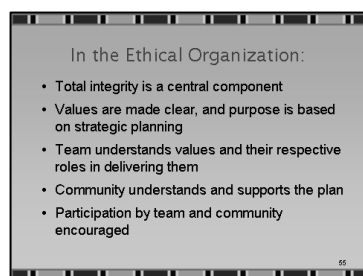 In the Ethical Organization:
• Total integrity is a central component
• Values are made clear, and purpose is based
on strategic planning
• Team understands values and their respective
roles in delivering them
• Community understands and supports the plan
• Participation by team and community
encouraged
55